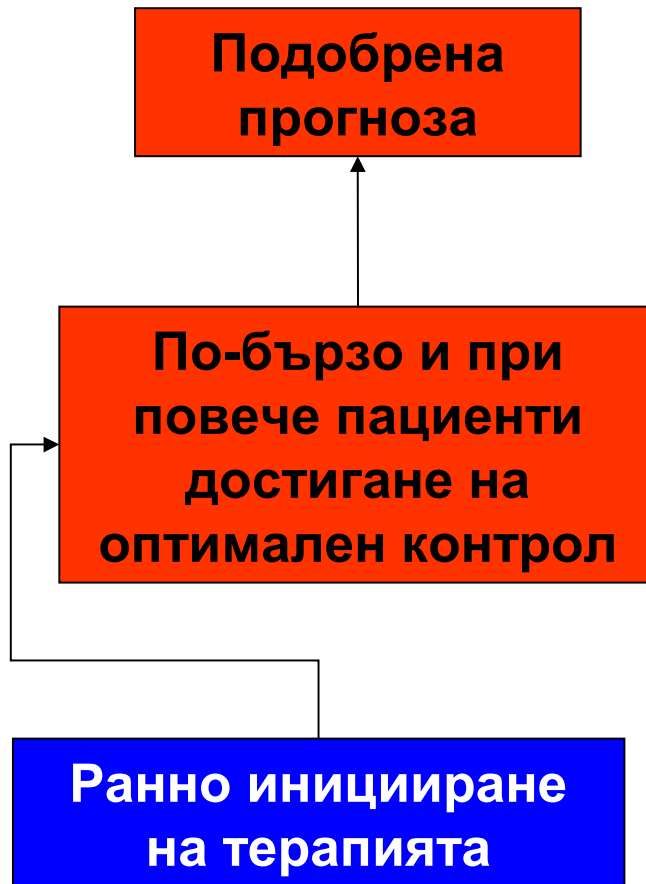 Подобрена
прогноза
По-бързо и при
повече пациенти
достигане на
оптимален контрол
Ранно иницииране
на терапията